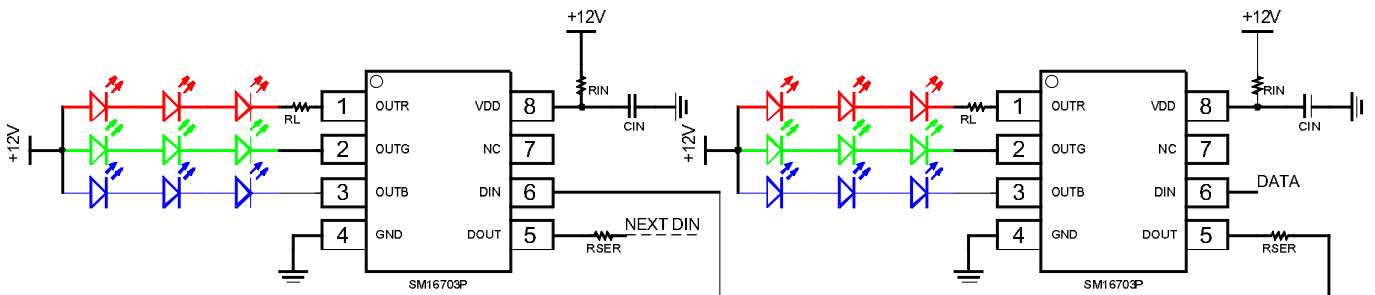 +12V
+12V
RL
1
OUTR
VDD
8
RIN
CIN
2
OUTG
NC
7
3
OUTB
DIN
6
4
GND
DOUT
5
RSER
NEXT DIN
SM16703P
+12V
+12V
RL
1
OUTR
VDD
8
RIN
CIN
2
OUTG
NC
7
3
OUTB
DIN
6
DATA
4
GND
DOUT
5
RSER
SM16703P